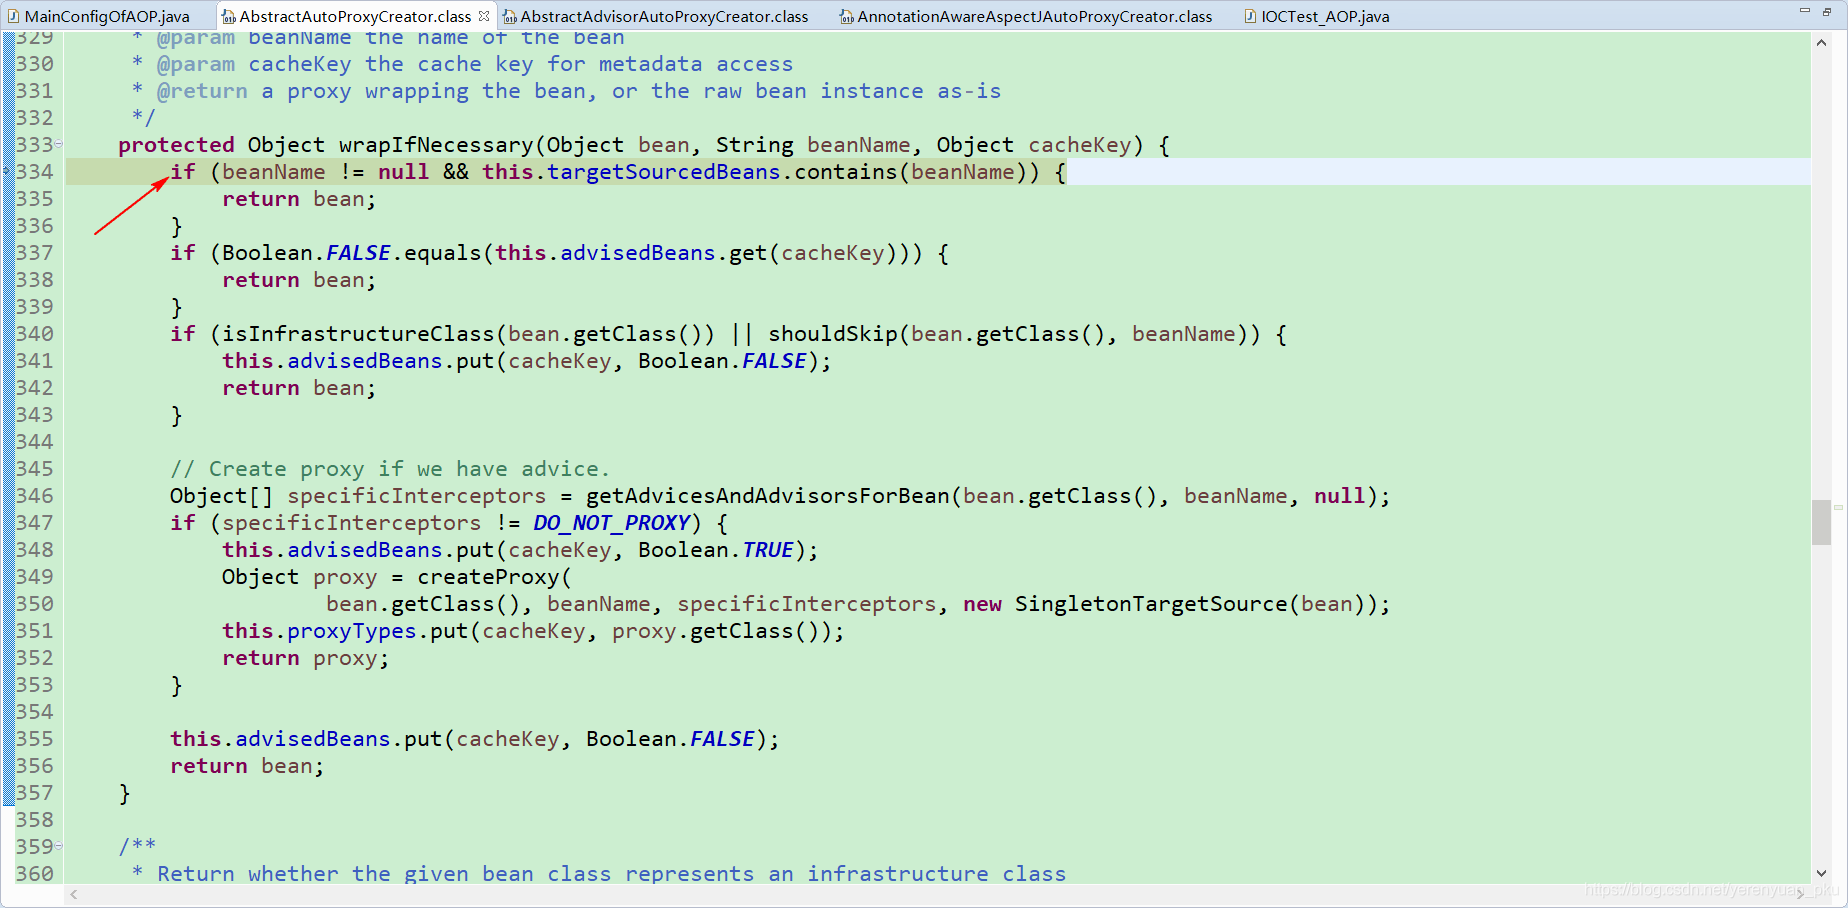 MainConfigOfAOP.java AbstractAutoProxyCreator.class AbstractAdvisorAutoProxyCreator.class AnnotationAwareAspectJAutoProxyCreator.class IOCTest_AOP.java
329 * @param beanName the name of the bean
330 * @param cacheKey the cache key for metadata access
331 * @return a proxy wrapping the bean, or the raw bean instance as-is
332 */
333 protected Object wrapIfNecessary(Object bean, String beanName, Object cacheKey) {
334 if (beanName != null && this.targetSourcedBeans.contains(beanName)) {
335 return bean;
336 }
337 if (Boolean.FALSE.equals(this.advisedBeans.get(cacheKey))) {
338 return bean;
339 }
340 if (isInfrastructureClass(bean.getClass()) || shouldSkip(bean.getClass(), beanName)) {
341 this.advisedBeans.put(cacheKey, Boolean.FALSE);
342 return bean;
343 }
344
345 // Create proxy if we have advice.
346 Object[] specificInterceptors = getAdvicesAndAdvisorsForBean(bean.getClass(), beanName, null);
347 if (specificInterceptors != DO_NOT_PROXY) {
348 this.advisedBeans.put(cacheKey, Boolean.TRUE);
349 Object proxy = createProxy(
350 bean.getClass(), beanName, specificInterceptors, new SingletonTargetSource(bean));
351 this.proxyTypes.put(cacheKey, proxy.getClass());
352 return proxy;
353 }
354
355 this.advisedBeans.put(cacheKey, Boolean.FALSE);
356 return bean;
357 }
358
359 /**
360 * Return whether the given bean class represents an infrastructure class
https://blog.csdn.net/yerenyuan_pku